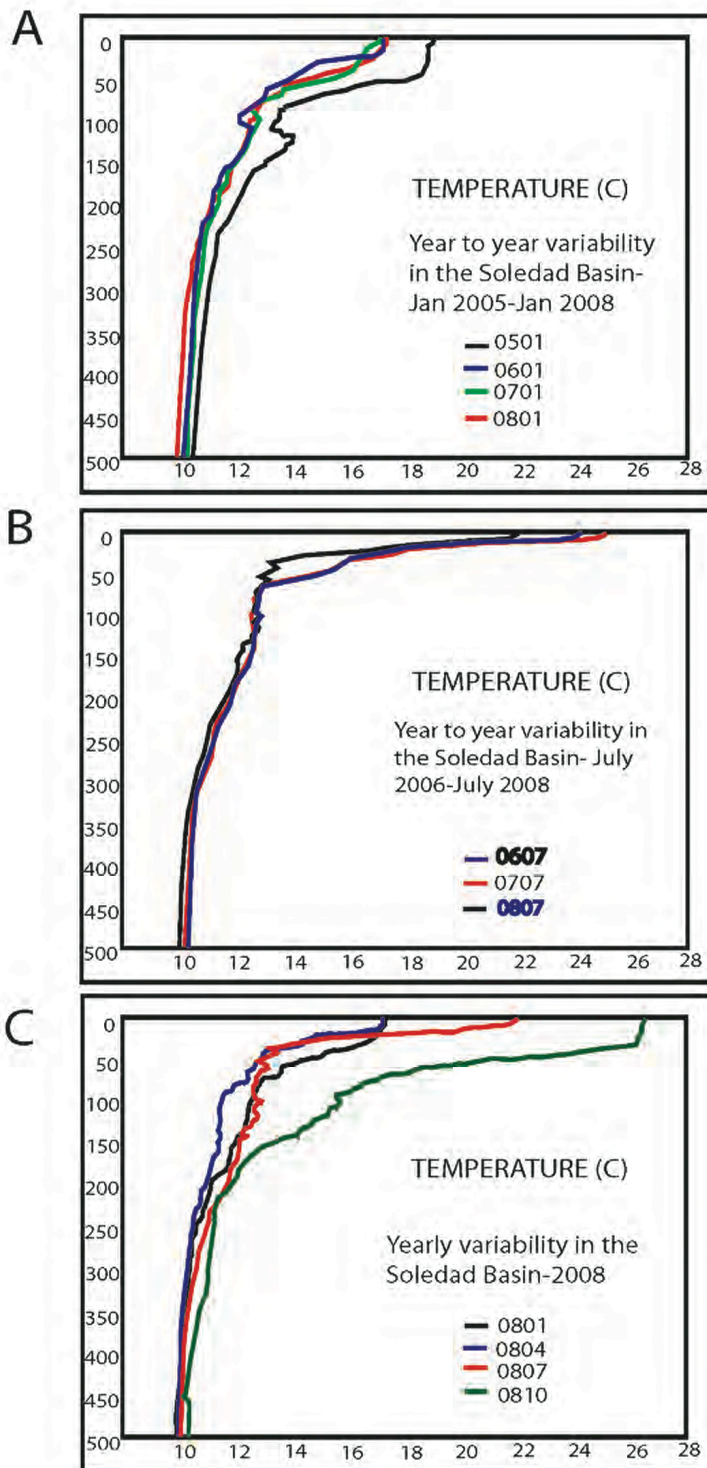 A
0
50
100
150
200
250
300
350
400
450
500
10 12 14 16 18 20 22 24 26 28
TEMPERATURE (C)
Year to year variability
in the Soledad Basin-
Jan 2005-Jan 2008
0501
0601
0701
0801
B
0
50
100
150
200
250
300
350
400
450
500
10 12 14 16 18 20 22 24 26 28
TEMPERATURE (C)
Year to year variability in
the Soledad Basin- July
2006-July 2008
0607
0707
0807
C
0
50
100
150
200
250
300
350
400
450
500
10 12 14 16 18 20 22 24 26 28
TEMPERATURE (C)
Yearly variability in the
Soledad Basin-2008
0801
0804
0807
0810